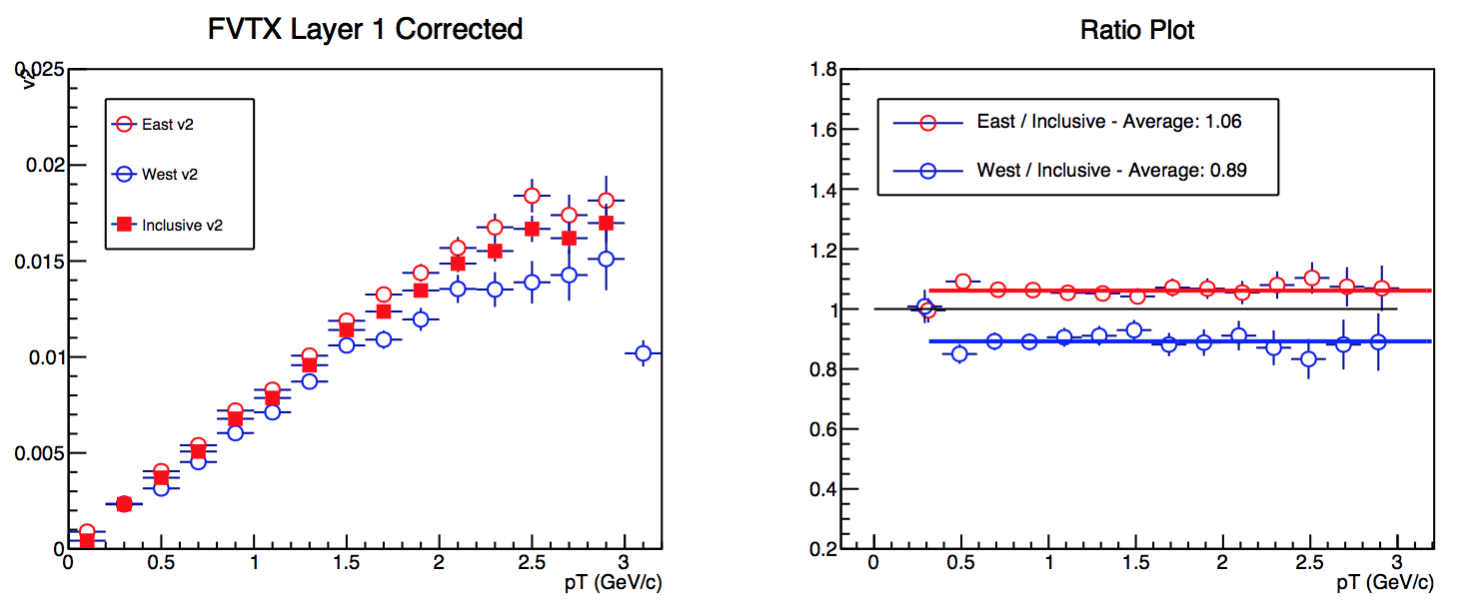 FVTX Layer 1 Corrected
v2
0.025
0.02
0.015
0.01
0.005
0
East v2
West v2
Inclusive v2
0 0.5 1 1.5 2 2.5 3
pT (GeV/c)
Ratio Plot
1.8
1.6
1.4
1.2
1
0.8
0.6
0.4
0.2
East / Inclusive - Average: 1.06
West / Inclusive - Average: 0.89
0 0.5 1 1.5 2 2.5 3
pT (GeV/c)